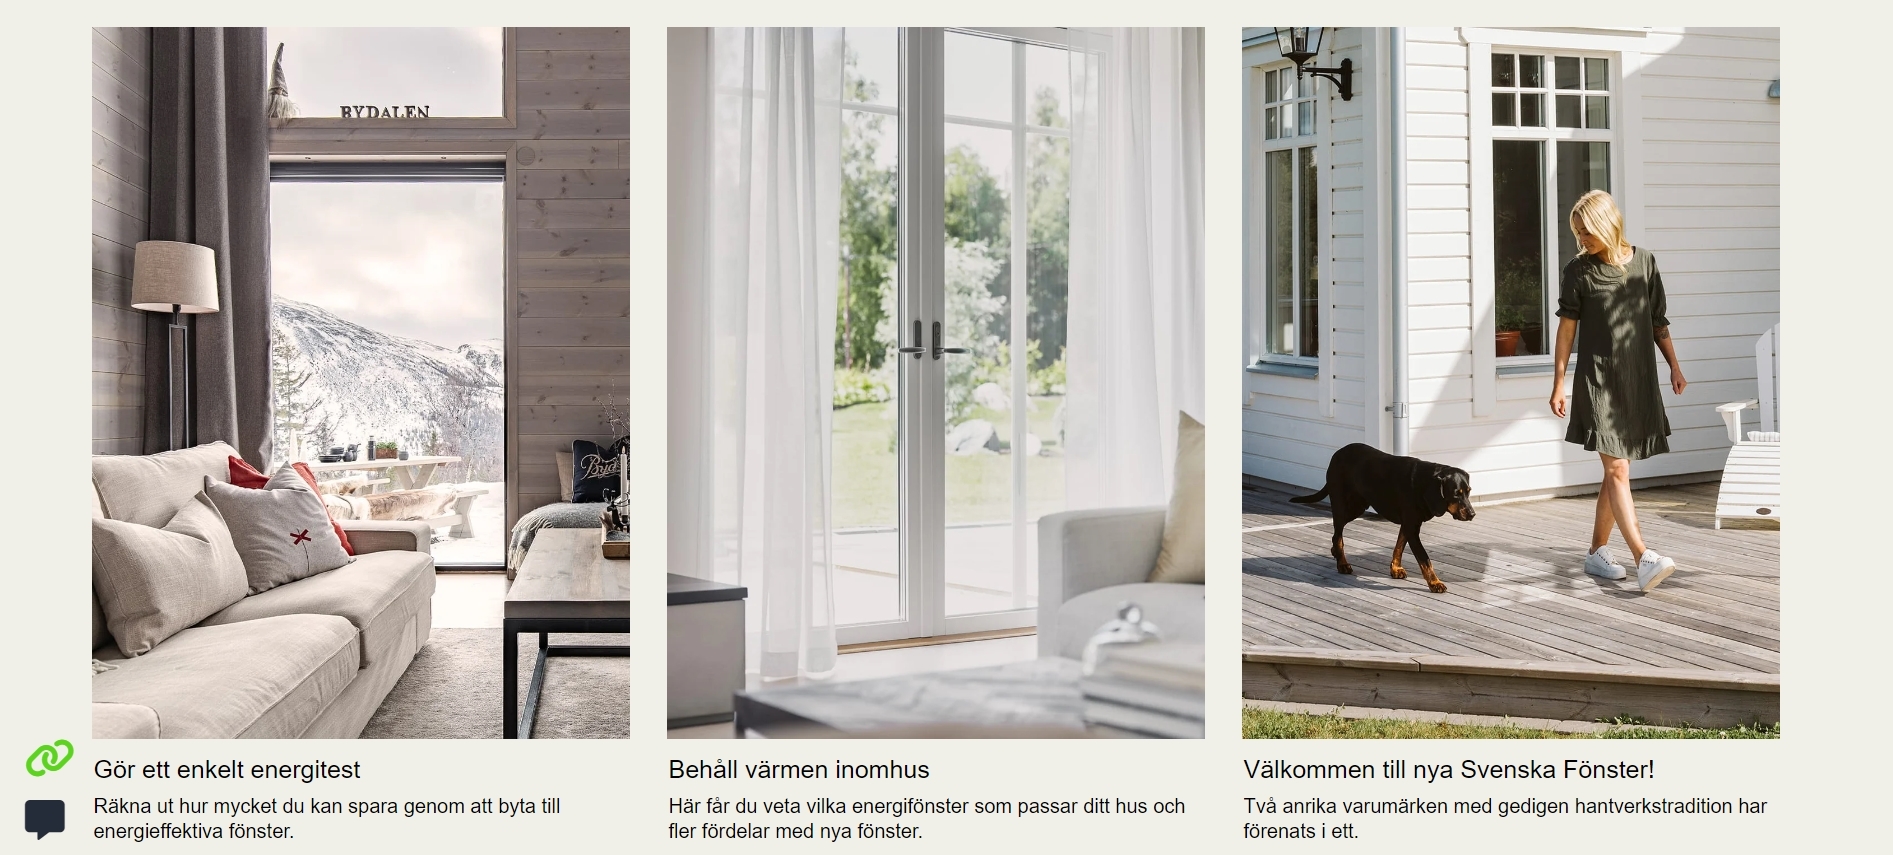 BYDALEN
Gör ett enkelt energitest
Räkna ut hur mycket du kan spara genom att byta till
energieffektiva fönster.
Behåll värmen inomhus
Här får du veta vilka energifönster som passar ditt hus och
fler fördelar med nya fönster.
Välkommen till nya Svenska Fönster!
Två anrika varumärken med gedigen hantverkstradition har
förenats i ett.